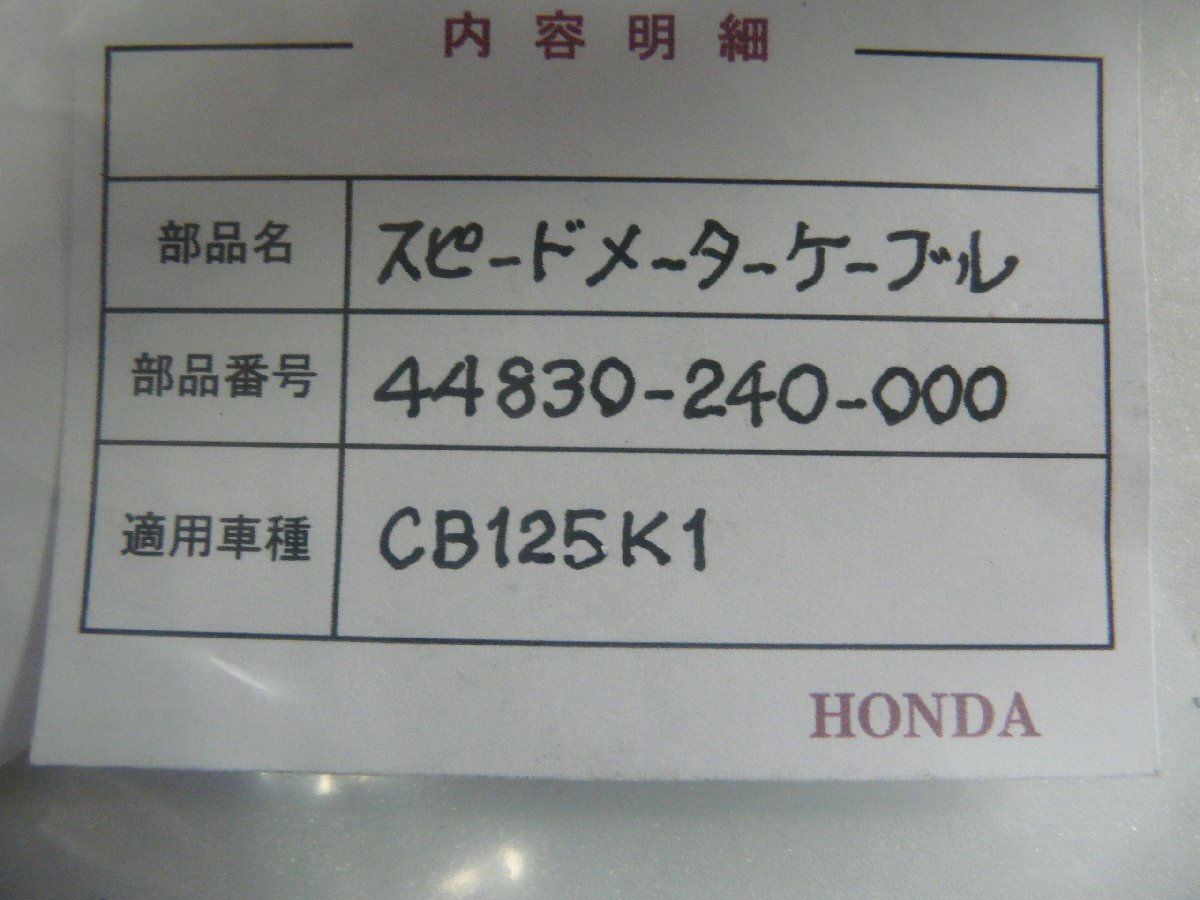 内容明細
部品名 スピードメーターケーブル
部品番号 44830-240-000
適用車種 CB125K1
HONDA